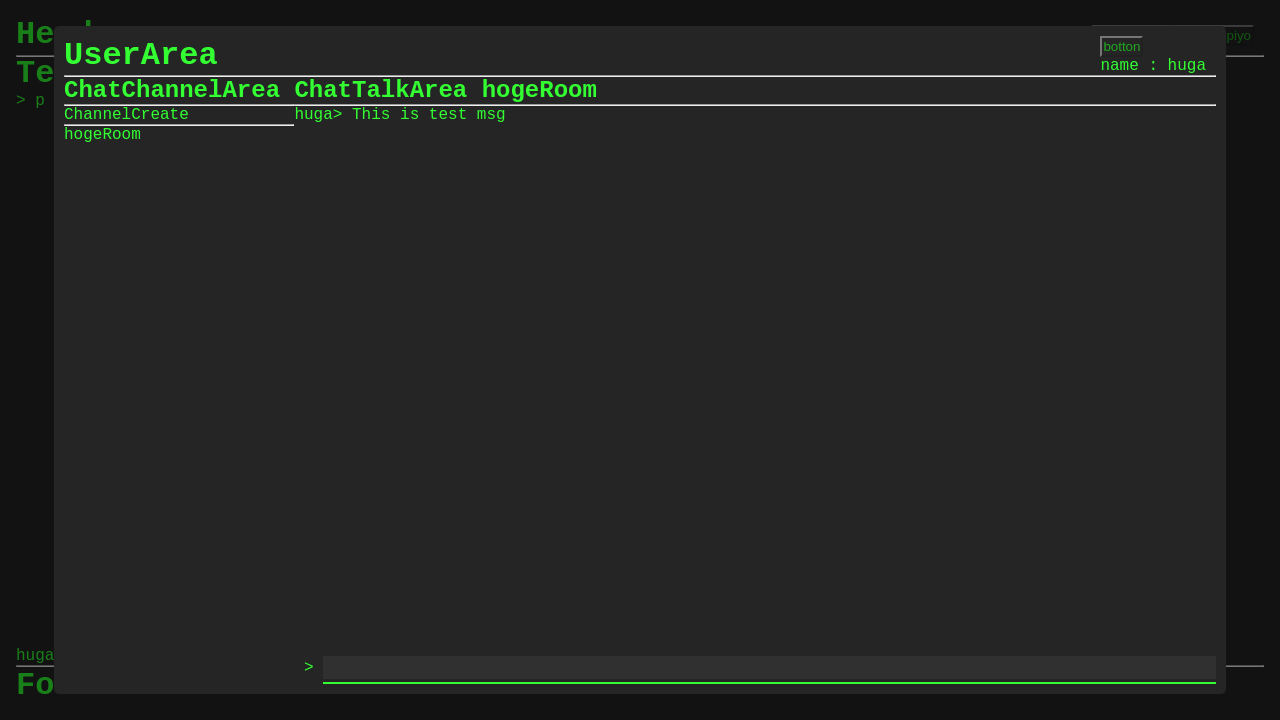 He
UserArea
botton
piyo
name : huga
Te
ChatChannelArea ChatTalkArea hogeRoom
> p
ChannelCreate
huga> This is test msg
hogeRoom
huga
>
Fo